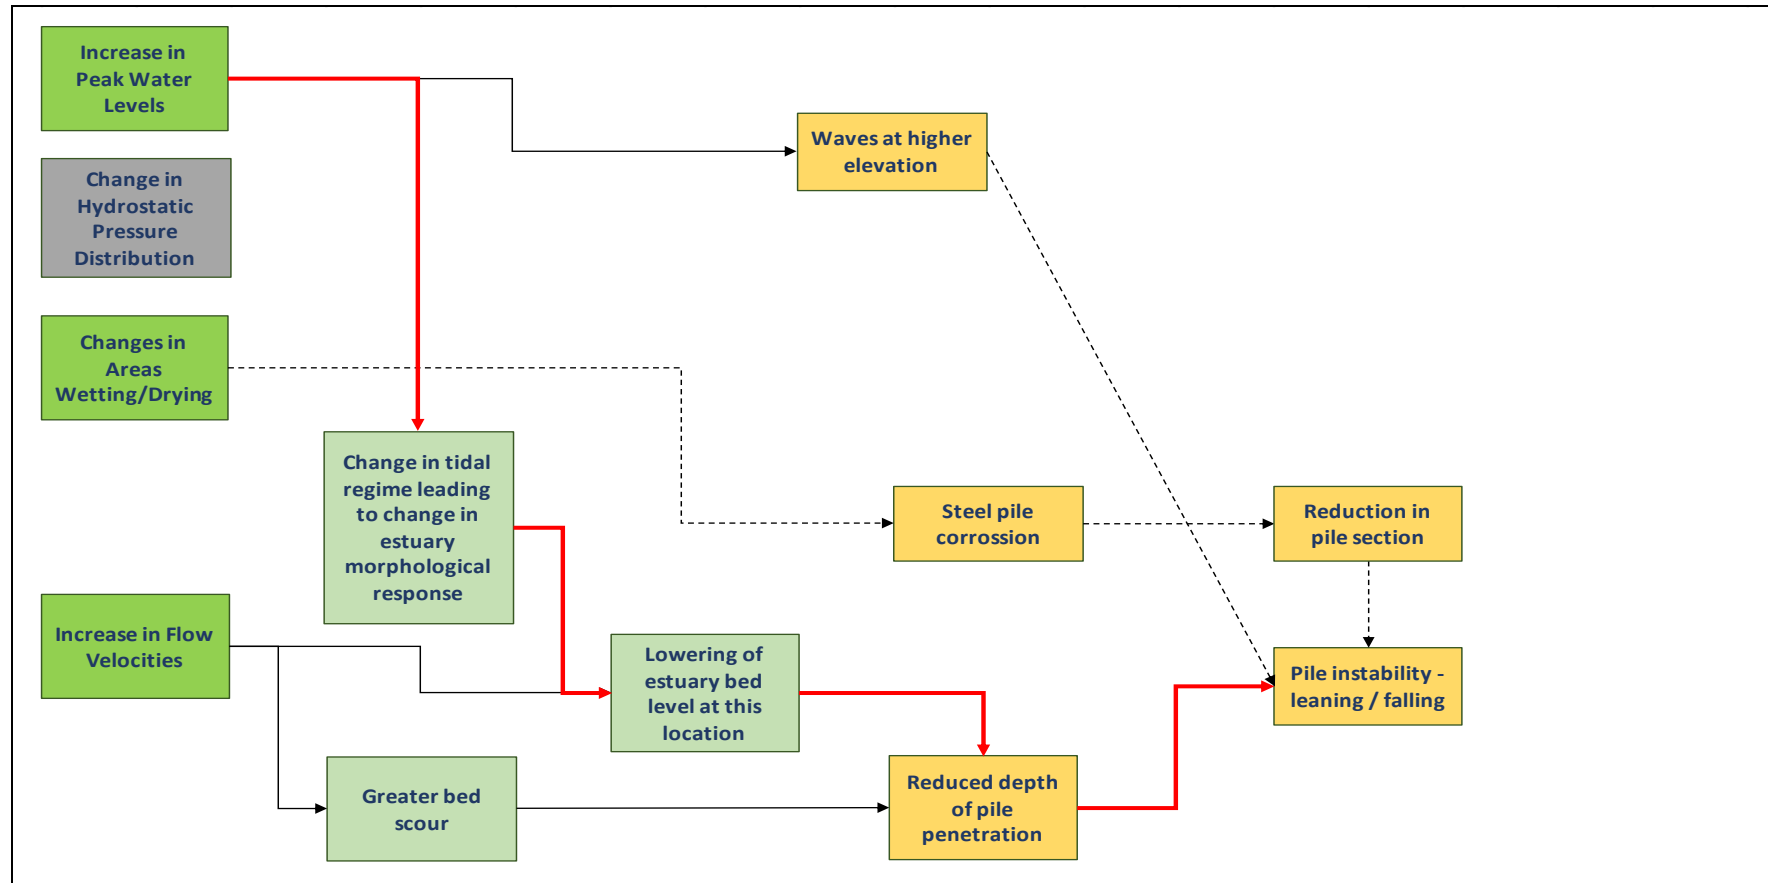 Increase in
Peak Water
Levels
Change in
Hydrostatic
Pressure
Distribution
Changes in
Areas
Wetting/Drying
Increase in Flow
Velocities
Change in tidal
regime leading
to change in
estuary
morphological
response
Greater bed
scour
Lowering of
estuary bed
level at this
location
Waves at higher
elevation
Steel pile
corrossion
Reduced depth
of pile
penetration
Reduction in
pile section
Pile instability -
leaning / falling